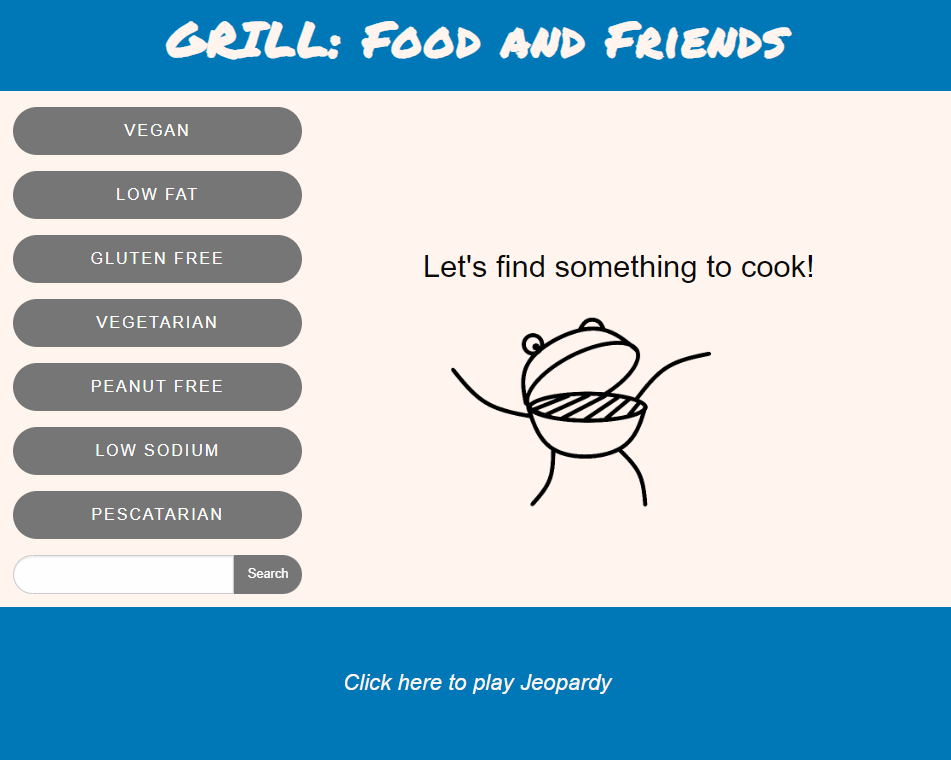 GRILL: Food and Friends
VEGAN
LOW FAT
GLUTEN FREE
VEGETARIAN
PEANUT FREE
LOW SODIUM
PESCATARIAN
Search
Let's find something to cook!
Click here to play Jeopardy